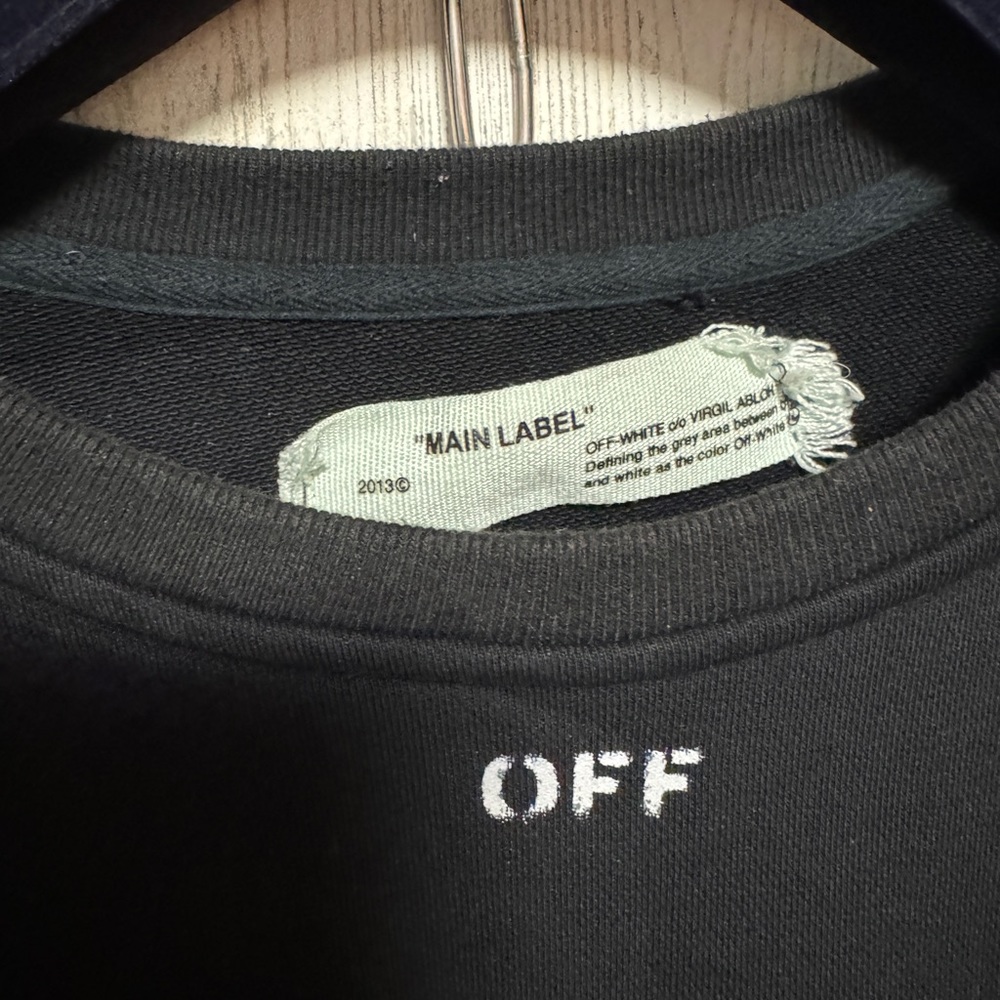 "MAIN LABEL"
2013©
OFF-WHITE c/o VIRGIL ABLOH
Defining the grey area between
and white as the color Off-White
OFF